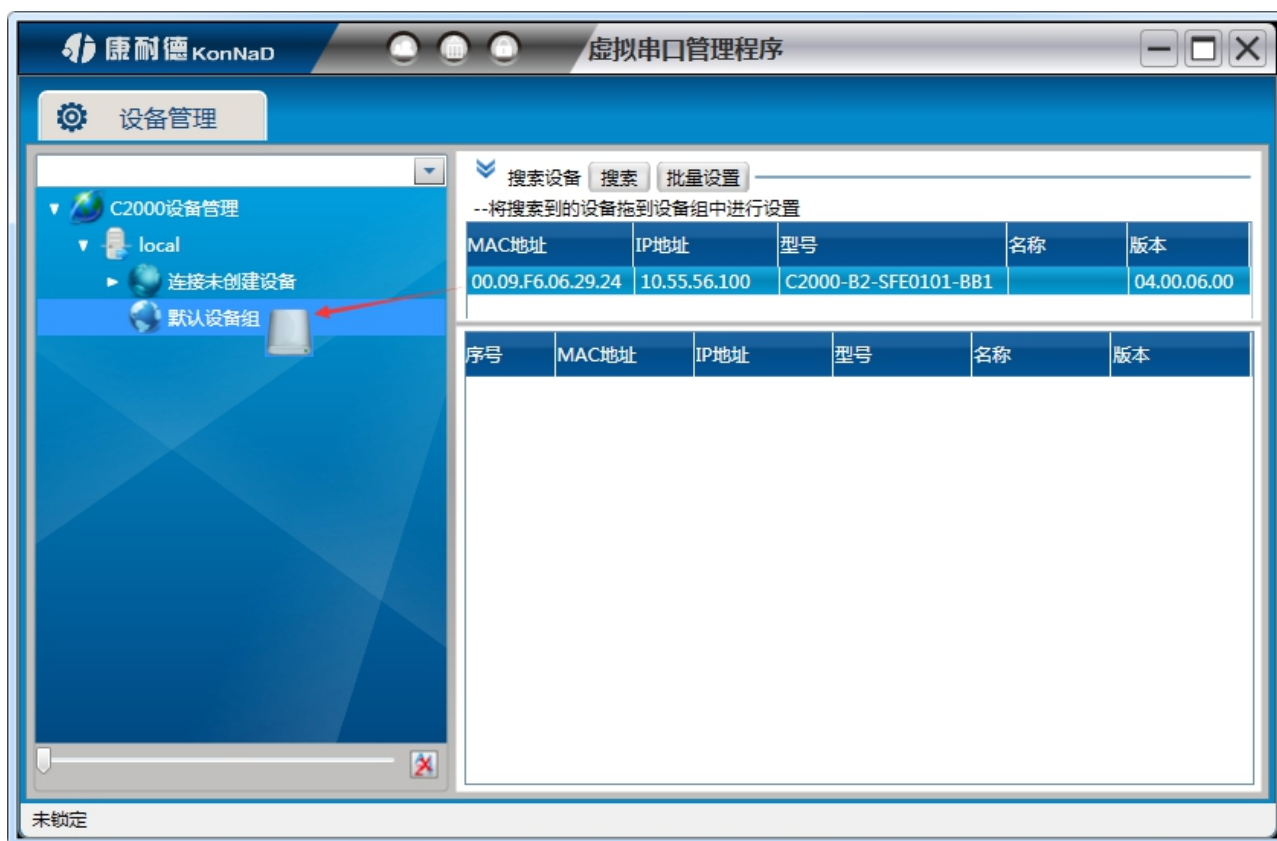 康耐德 KonNaD 虚拟串口管理程序
设备管理
搜索设备 搜索 批量设置
--将搜索到的设备拖到设备组中进行设置
C2000设备管理
local
连接未创建设备
默认设备组
MAC地址 IP地址 型号 名称 版本
00.09.F6.06.29.24 10.55.56.100 C2000-B2-SFE0101-BB1 04.00.06.00
序号 MAC地址 IP地址 型号 名称 版本
未锁定